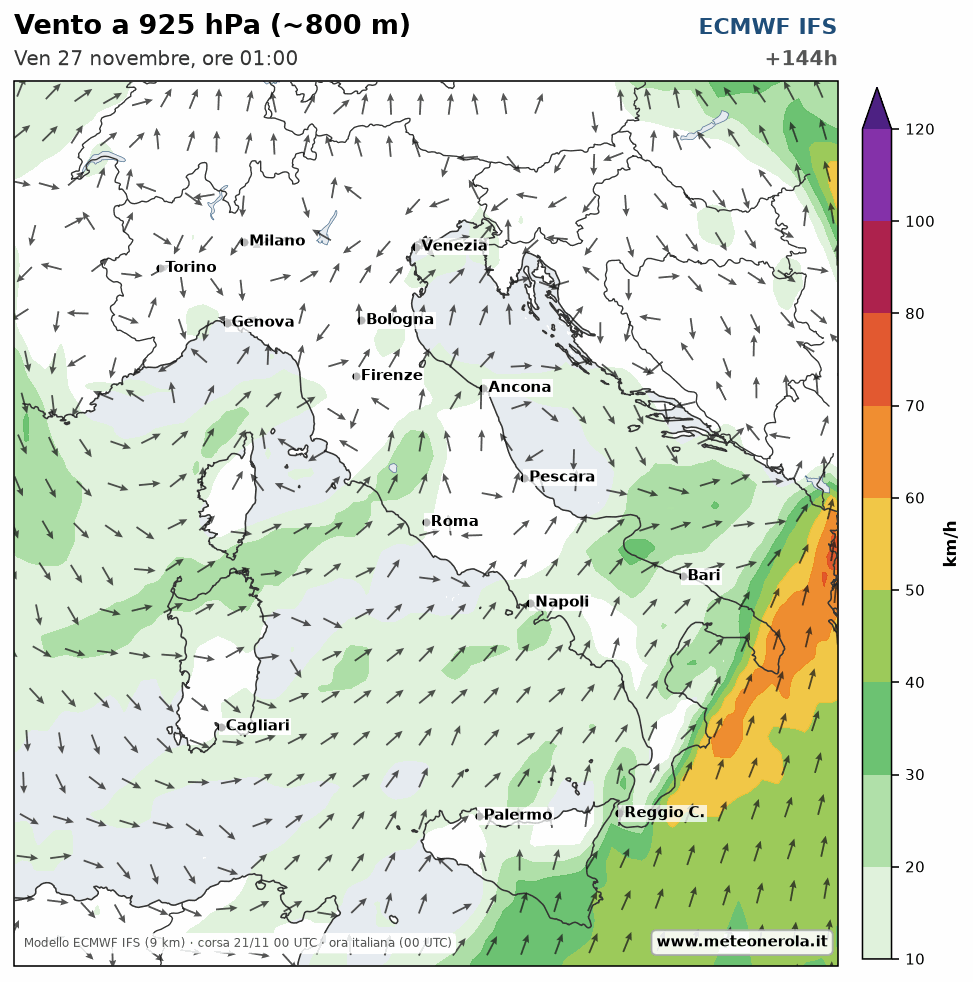 Vento a 925 hPa (~800 m)
ECMWF IFS
Ven 27 novembre, ore 01:00
+144h
120
100
80
70
60
50
40
30
20
10
km/h
Milano
Venezia
Torino
Genova
Bologna
Firenze
Ancona
Pescara
Roma
Bari
Napoli
Cagliari
Palermo
Reggio C.
Modello ECMWF IFS (9 km) · corsa 21/11 00 UTC · ora italiana (00 UTC)
www.meteonerola.it